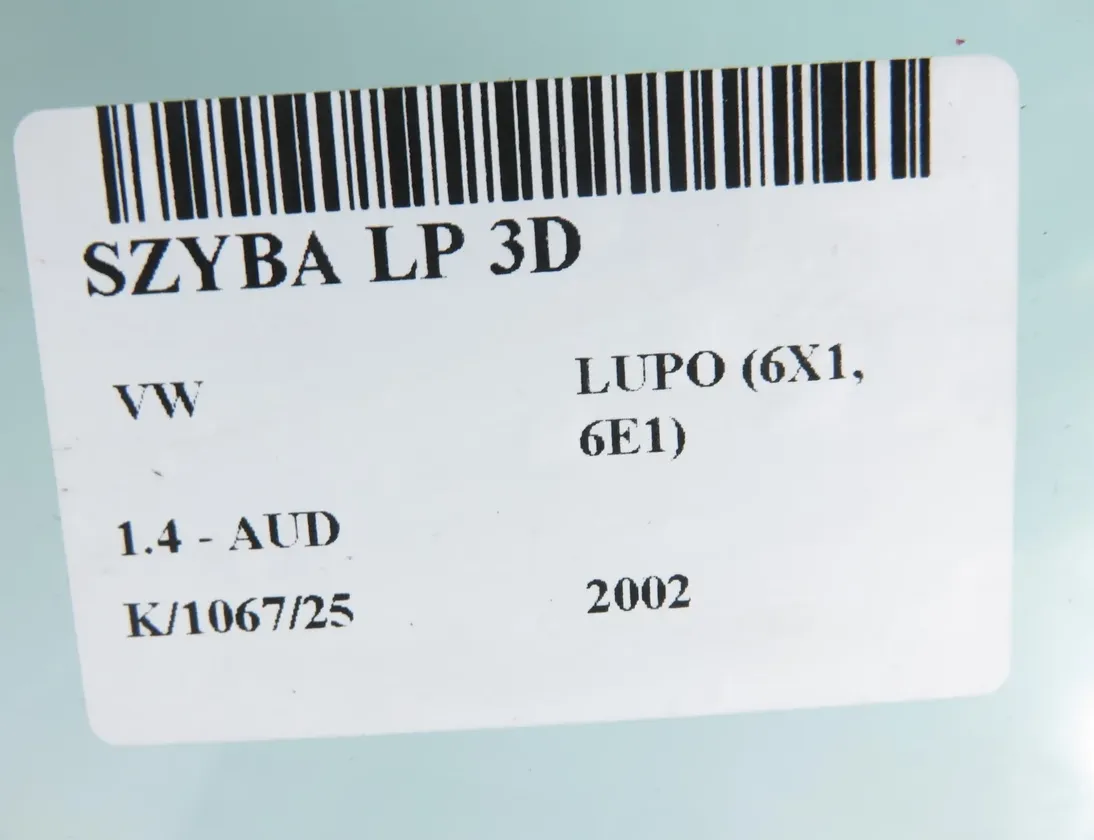 SZYBA LP 3D
VW
LUPO (6X1,
6E1)
1.4 - AUD
K/1067/25
2002